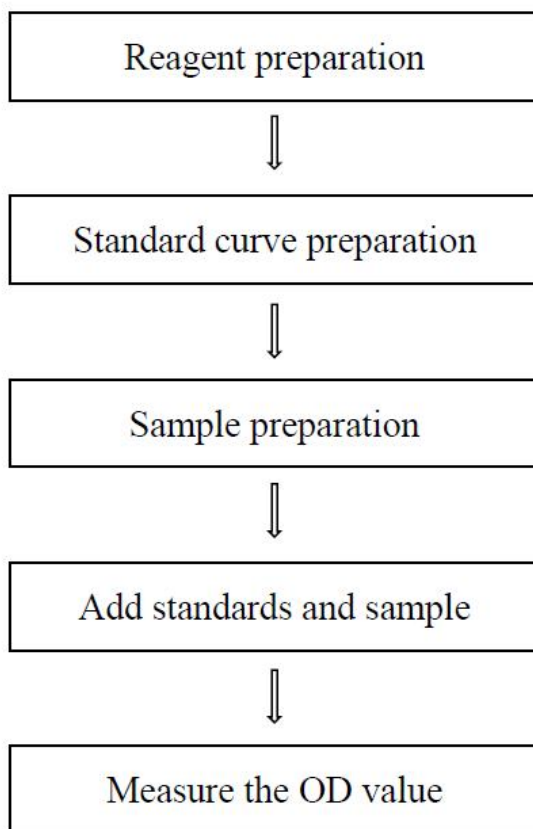 Reagent preparation
Standard curve preparation
Sample preparation
Add standards and sample
Measure the OD value